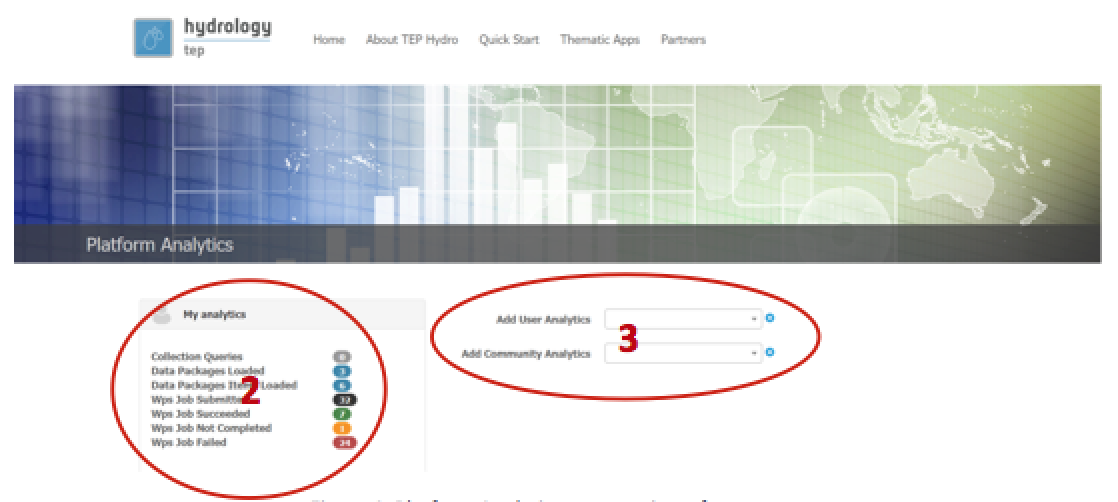 hydrology
tep
Home About TEP Hydro Quick Start Thematic Apps Partners
Platform Analytics
My analytics
Collection Queries 0
Data Packages Loaded 3
Data Packages Items Loaded 6
Wps Job Submitted 32
Wps Job Succeeded 7
Wps Job Not Completed 1
Wps Job Failed 24
2
Add User Analytics
Add Community Analytics
3